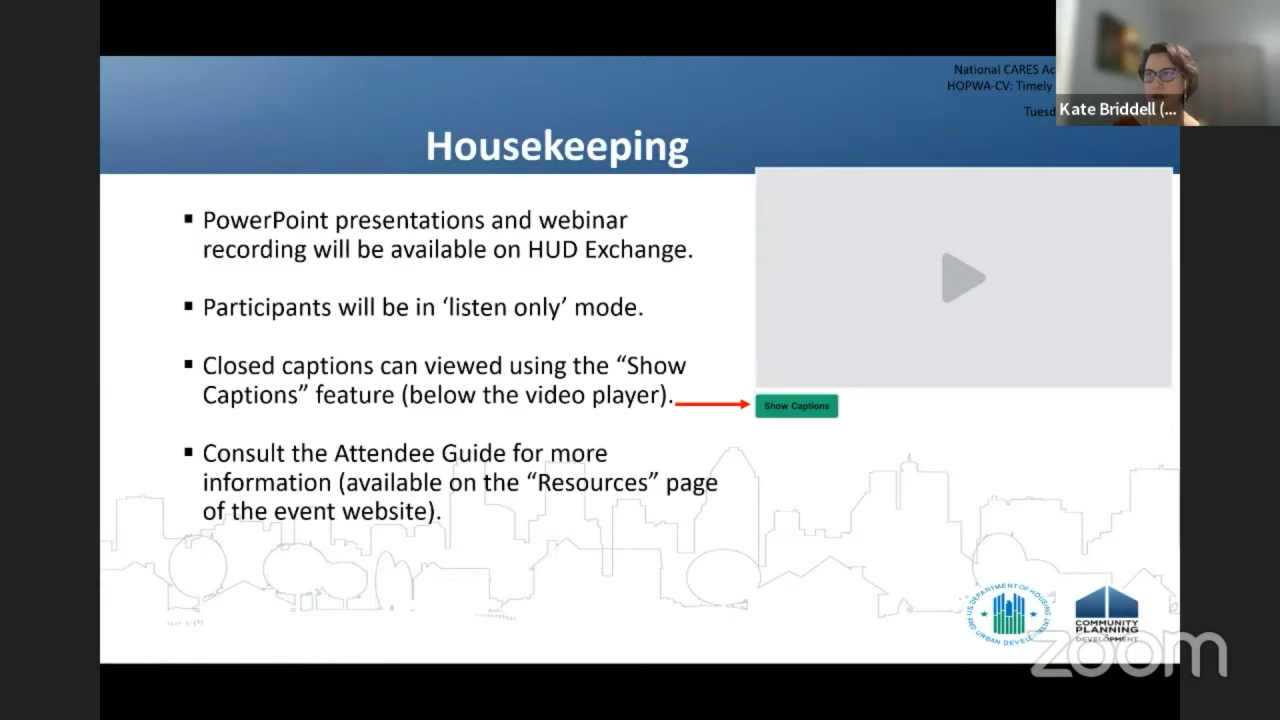 National CARES Ac
HOPWA-CV: Timely
Tuesd
Kate Briddell (...
Housekeeping
▪ PowerPoint presentations and webinar
recording will be available on HUD Exchange.
▪ Participants will be in ‘listen only’ mode.
▪ Closed captions can viewed using the “Show
Captions” feature (below the video player).
Show Captions
▪ Consult the Attendee Guide for more
information (available on the “Resources” page
of the event website).
U.S. DEPARTMENT OF HOUSING
AND URBAN DEVELOPMENT
COMMUNITY
PLANNING
DEVELOPMENT
zoom